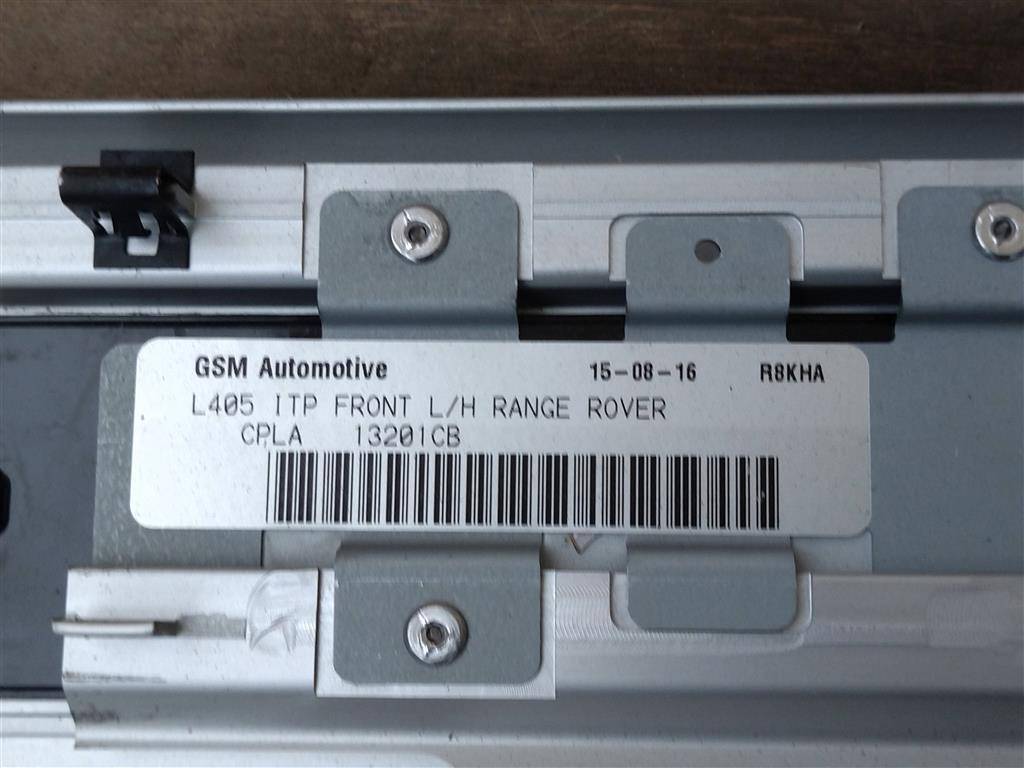 GSM Automotive 15-08-16 R8KHA
L405 ITP FRONT L/H RANGE ROVER
CPLA 13201CB